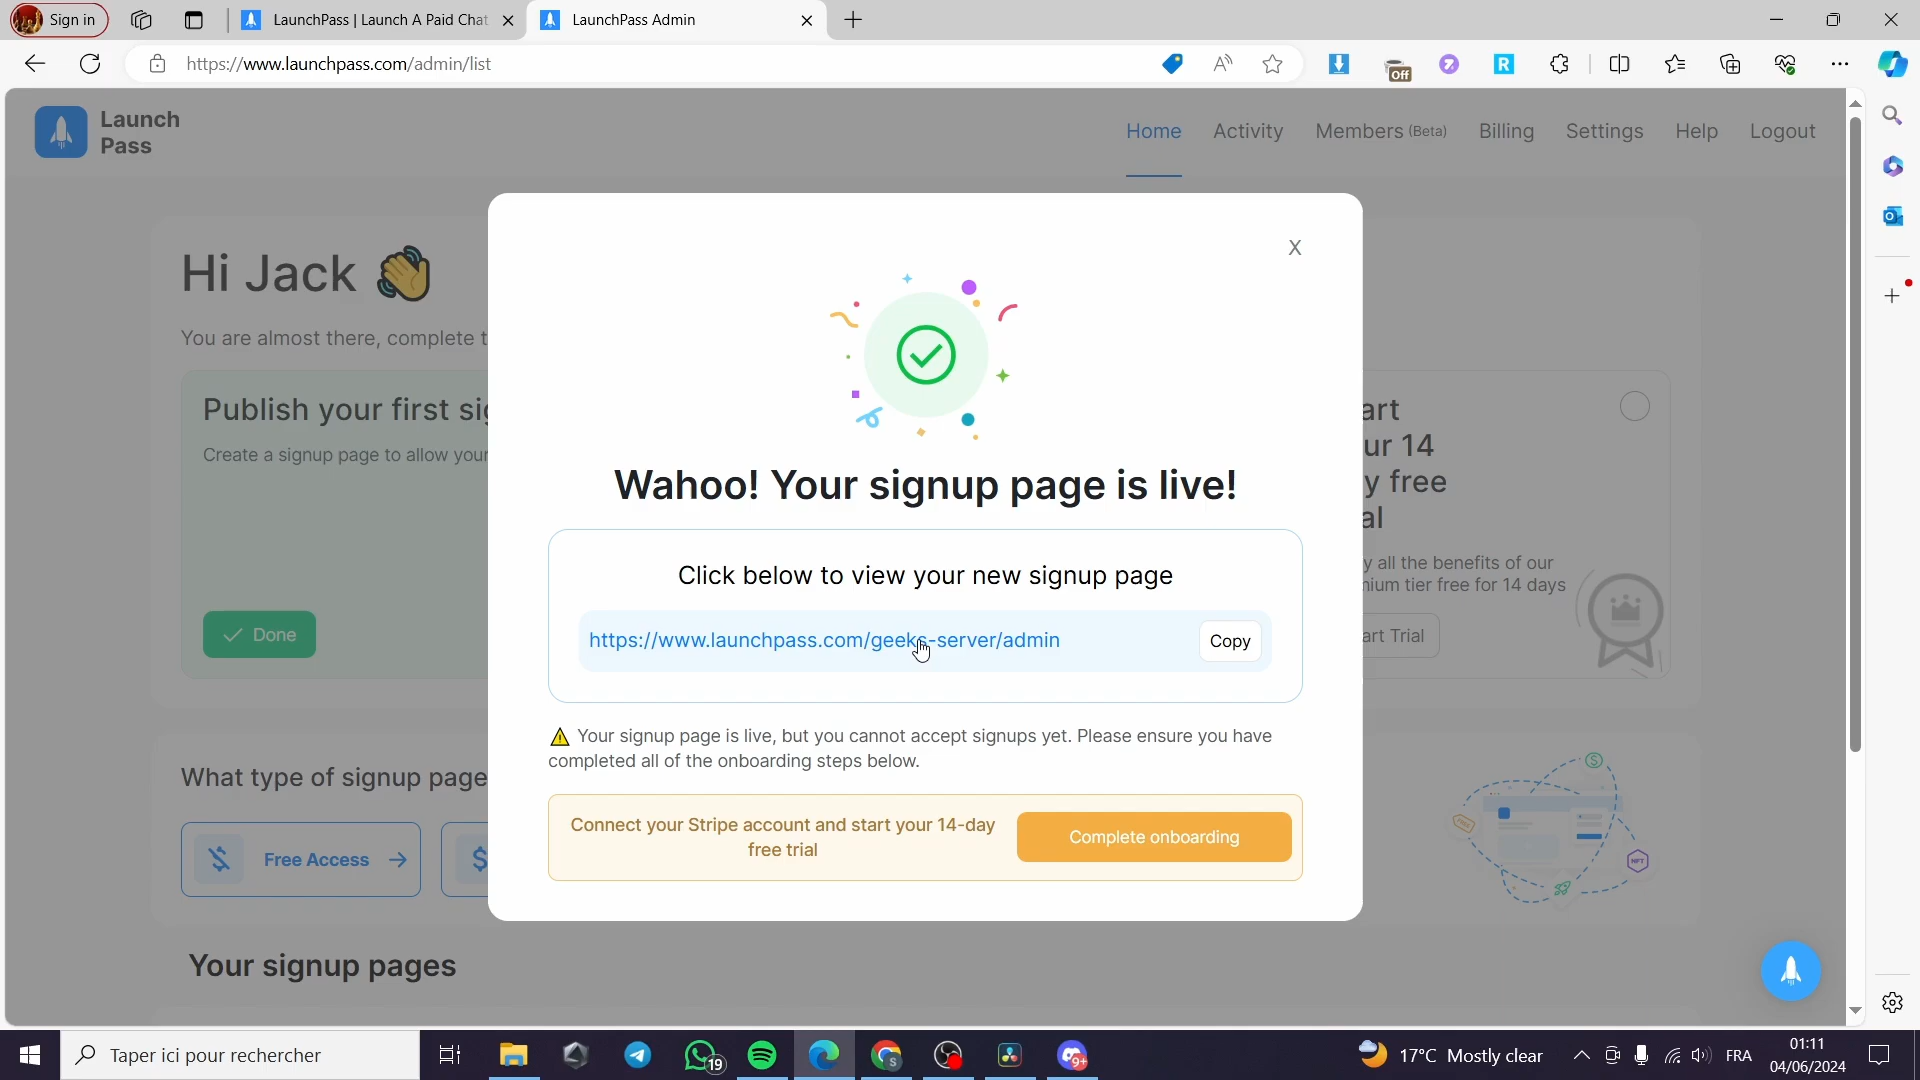 Sign in
LaunchPass | Launch A Paid Chat
LaunchPass Admin
https://www.launchpass.com/admin/list
Off
Launch
Pass
Home
Activity
Members (Beta)
Billing
Settings
Help
Logout
Hi Jack
You are almost there, complete t
Publish your first si
Create a signup page to allow your
Done
X
Wahoo! Your signup page is live!
Click below to view your new signup page
https://www.launchpass.com/geeks-server/admin
Copy
Your signup page is live, but you cannot accept signups yet. Please ensure you have
completed all of the onboarding steps below.
Connect your Stripe account and start your 14-day
free trial
Complete onboarding
art
ur 14
y free
al
y all the benefits of our
nium tier free for 14 days
art Trial
What type of signup page
Free Access
Your signup pages
Taper ici pour rechercher
19
9+
17°C Mostly clear
FRA
01:11
04/06/2024